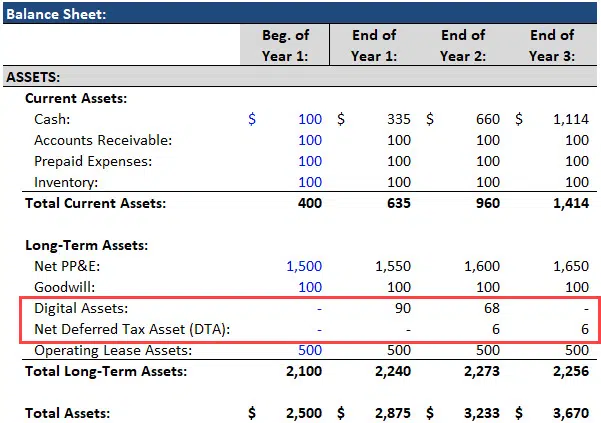 Balance Sheet:
Beg. of End of End of End of
Year 1: Year 1: Year 2: Year 3:
ASSETS:
Current Assets:
Cash: $ 100 $ 335 $ 660 $ 1,114
Accounts Receivable: 100 100 100 100
Prepaid Expenses: 100 100 100 100
Inventory: 100 100 100 100
Total Current Assets: 400 635 960 1,414
Long-Term Assets:
Net PP&E: 1,500 1,550 1,600 1,650
Goodwill: 100 100 100 100
Digital Assets: - 90 68 -
Net Deferred Tax Asset (DTA): - - 6 6
Operating Lease Assets: 500 500 500 500
Total Long-Term Assets: 2,100 2,240 2,273 2,256
Total Assets: $ 2,500 $ 2,875 $ 3,233 $ 3,670